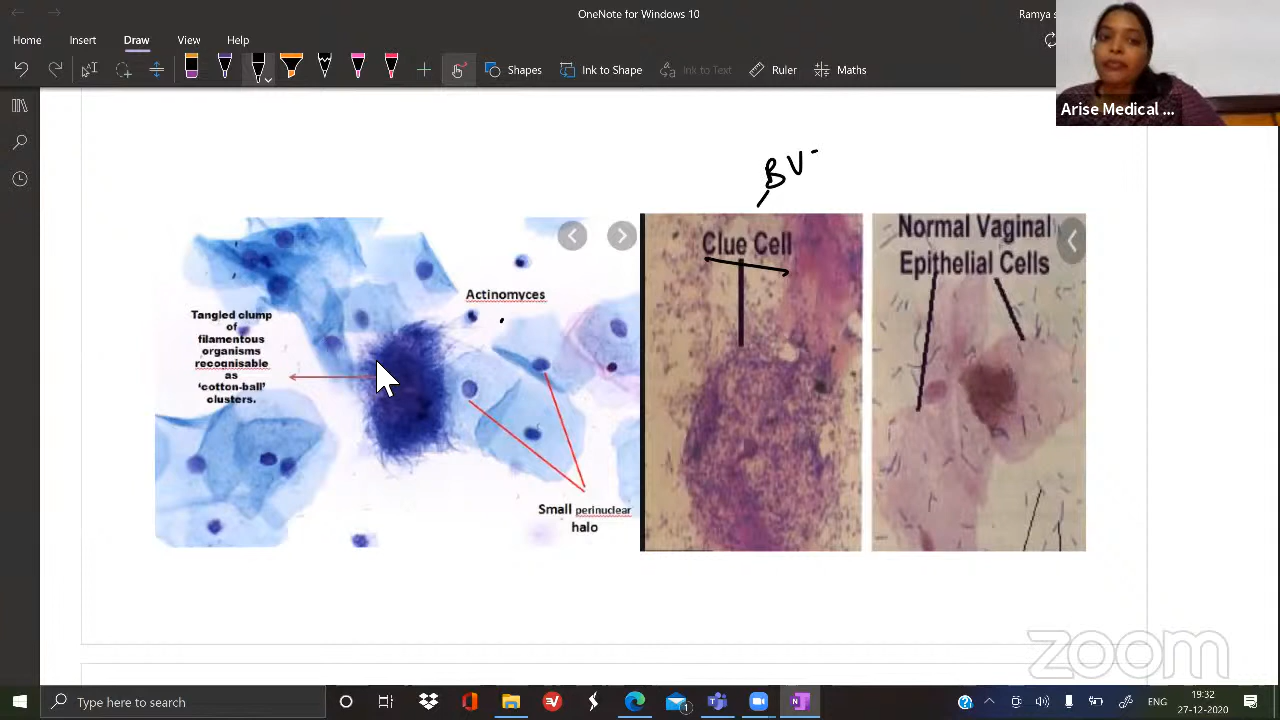 OneNote for Windows 10
Ramya s
Home Insert Draw View Help
Shapes Ink to Shape Ink to Text Ruler Maths
Arise Medical ...
BV-
Tangled clump
of
filamentous
organisms
recognisable
as
'cotton-ball'
clusters.
Actinomyces
Small perinuclear
halo
Clue Cell
Normal Vaginal
Epithelial Cells
zoom
Type here to search
19:32
27-12-2020